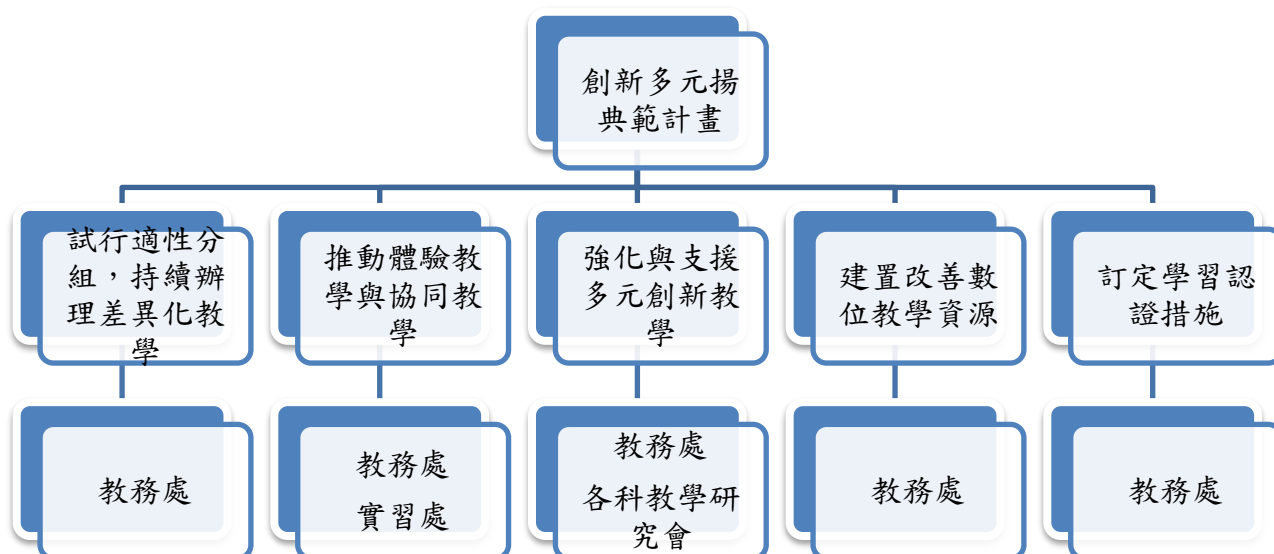 創新多元揚
典範計畫
試行適性分
組，持續辦
理差異化教
學
推動體驗教
學與協同教
學
強化與支援
多元創新教
學
建置改善數
位教學資源
訂定學習認
證措施
教務處
教務處
實習處
教務處
各科教學研
究會
教務處
教務處